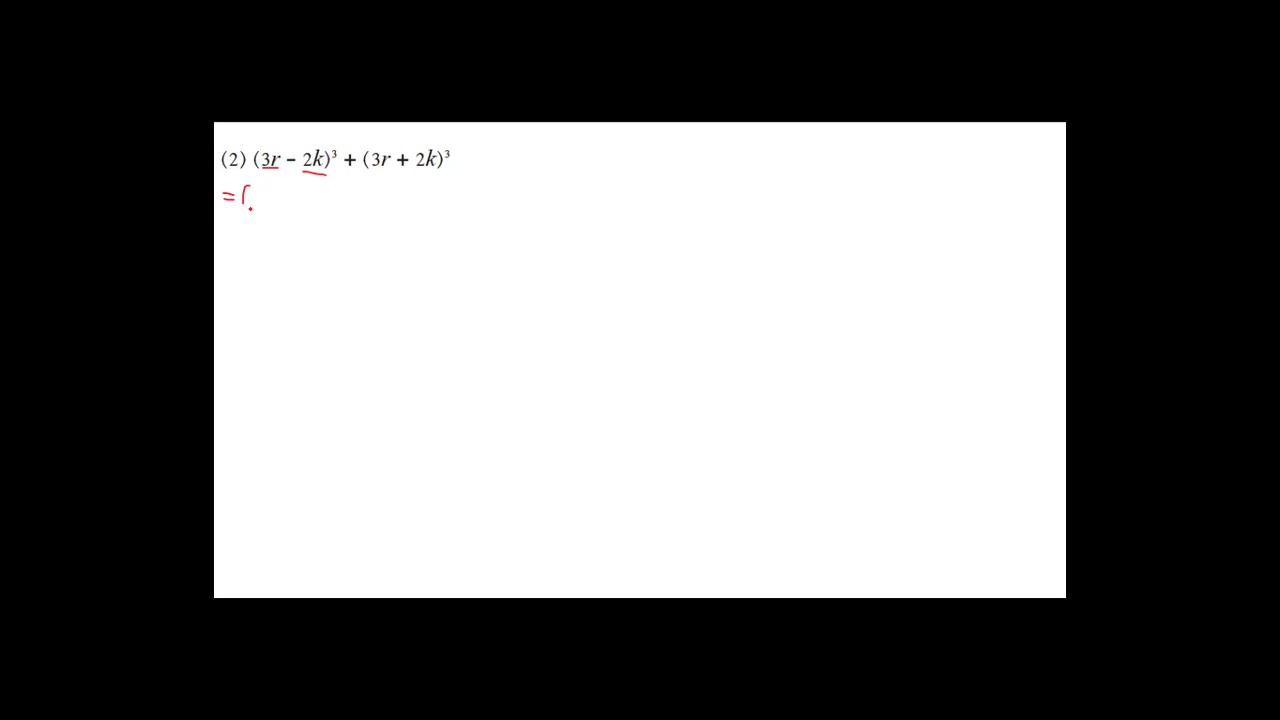 (2) (3r − 2k)³ + (3r + 2k)³
= (